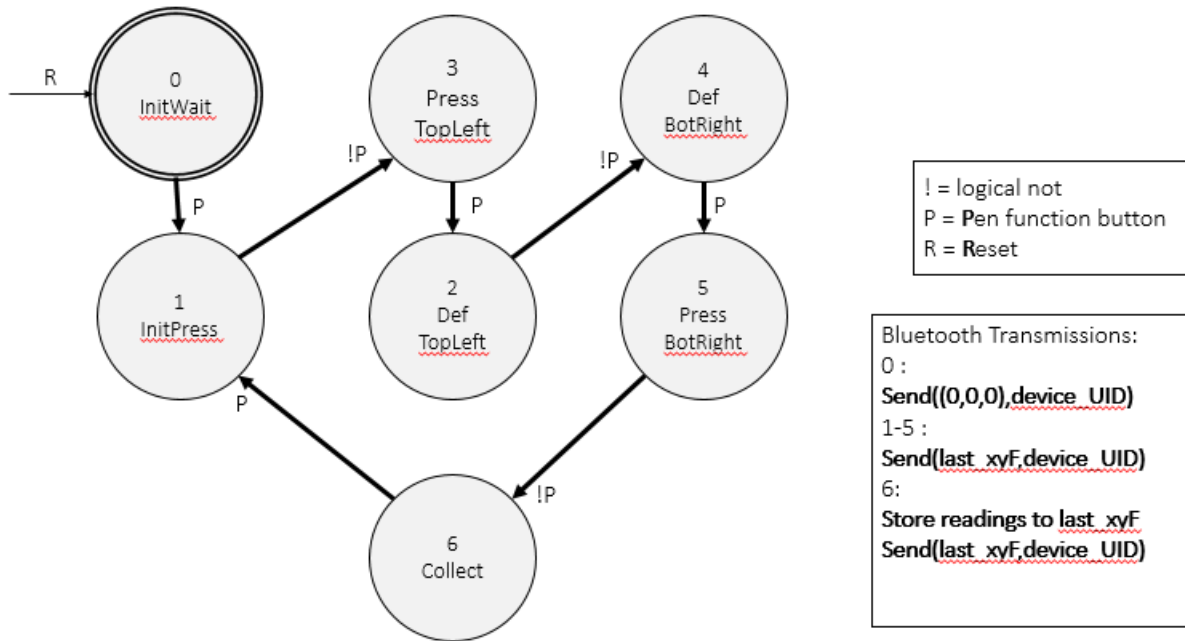 R
0
InitWait
P
3
Press
TopLeft
!P
P
4
Def
BotRight
!P
P
1
InitPress
2
Def
TopLeft
5
Press
BotRight
P
!P
6
Collect
! = logical not
P = Pen function button
R = Reset
Bluetooth Transmissions:
0 :
Send((0,0,0),device_UID)
1-5 :
Send(last_xyF,device_UID)
6:
Store readings to last_xyF
Send(last_xyF,device_UID)